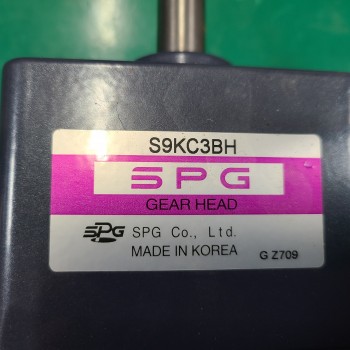 S9KC3BH
SPG
GEAR HEAD
SPG SPG Co., Ltd.
MADE IN KOREA G Z709